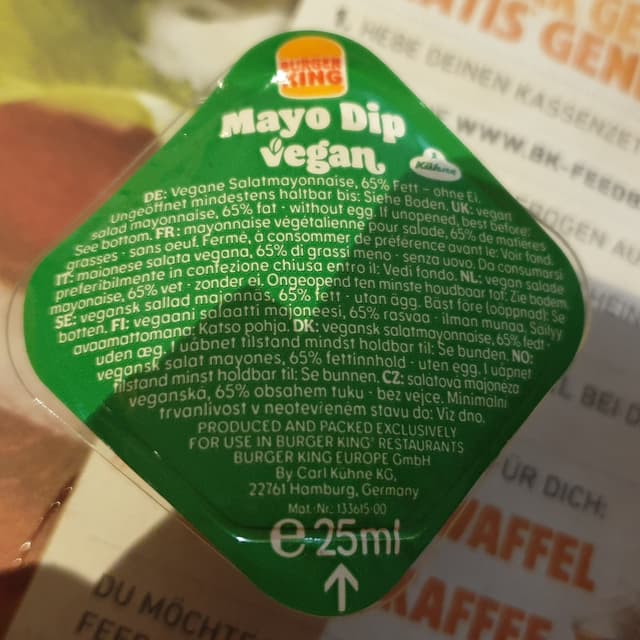 BURGER
KING
Mayo Dip
vegan
Kühne
DE: Vegane Salatmayonnaise, 65% Fett - ohne Ei.
Ungeöffnet mindestens haltbar bis: Siehe Boden. UK: vegan
salad mayonnaise, 65% fat - without egg. If unopened, best before:
See bottom. FR: mayonnaise végétalienne pour salade, 65% de matières
grasses - sans oeuf. Fermé, à consommer de préférence avant le: Voir fond.
IT: maionese salata vegana, 65% di grassi meno - senza uovo. Da consumarsi
preferibilmente in confezione chiusa entro il: Vedi fondo. NL: vegan salade
mayonaise, 65% vet - zonder ei. Ongeopend ten minste houdbaar tot: Zie bodem.
SE: vegansk sallad majonnäs, 65% fett - utan ägg. Bäst före (oöppnad): Se
botten. FI: vegaani salaatti majoneesi, 65% rasvaa - ilman munaa. Säilyy
avaamattomana: Katso pohja. DK: vegansk salatmayonnaise, 65% fedt -
uden æg. I uåbnet tilstand mindst holdbar til: Se bunden. NO:
vegansk salat mayones, 65% fettinnhold - uten egg. I uåpnet
tilstand minst holdbar til: Se bunnen. CZ: salátová majonéza
veganská, 65% obsahem tuku - bez vejce. Minimální
trvanlivost v neotevřeném stavu do: Viz dno.
PRODUCED AND PACKED EXCLUSIVELY
FOR USE IN BURGER KING® RESTAURANTS
BURGER KING EUROPE GmbH
By Carl Kühne KG,
22761 Hamburg, Germany
Mat.-Nr.: 133615-00
e 25ml
1. HEBE DEINEN KASSENZET
WWW.BK-FEEDB
ROGEN AU
BEI D
FÜR DICH:
WAFFEL
KAFFEE
DU MÖCHTE
FEE